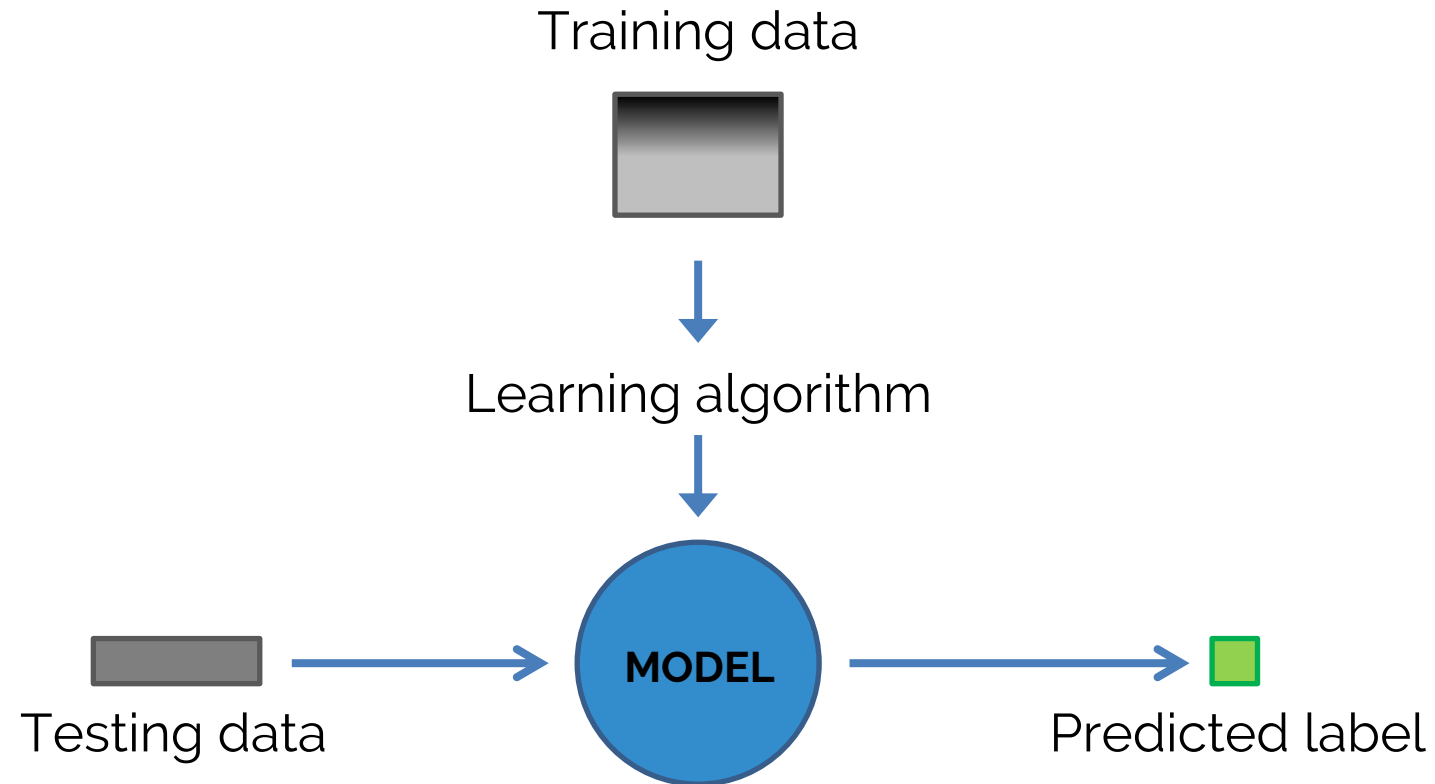 Training data
Learning algorithm
MODEL
Testing data
Predicted label